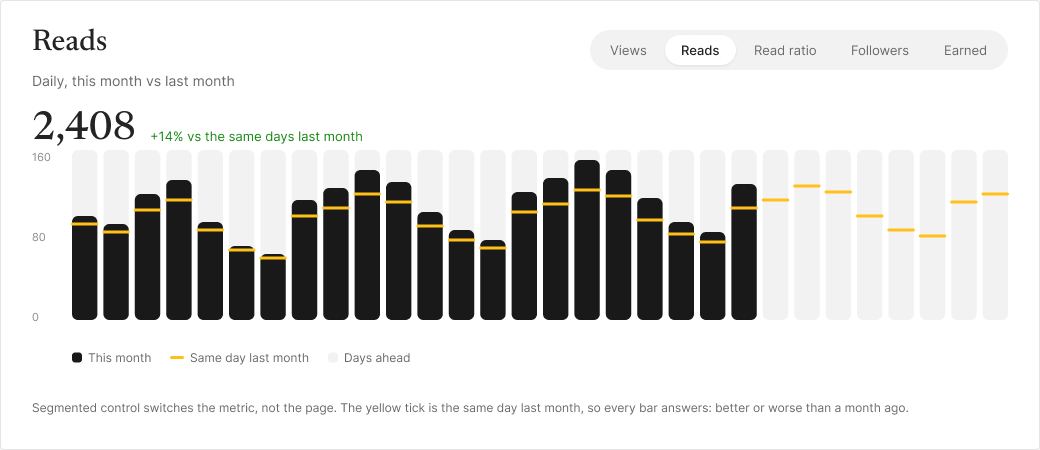 Reads
Views
Reads
Read ratio
Followers
Earned
Daily, this month vs last month
2,408
+14% vs the same days last month
160
80
0
This month
Same day last month
Days ahead
Segmented control switches the metric, not the page. The yellow tick is the same day last month, so every bar answers: better or worse than a month ago.